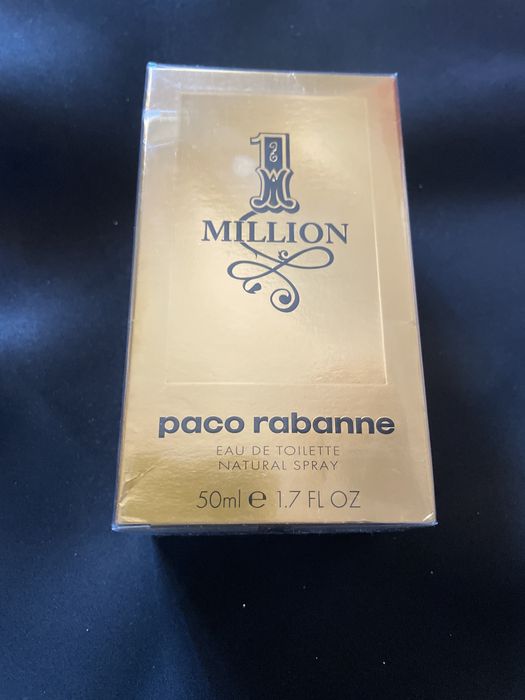 1
MILLION
paco rabanne
EAU DE TOILETTE
NATURAL SPRAY
50ml e 1.7 FL OZ